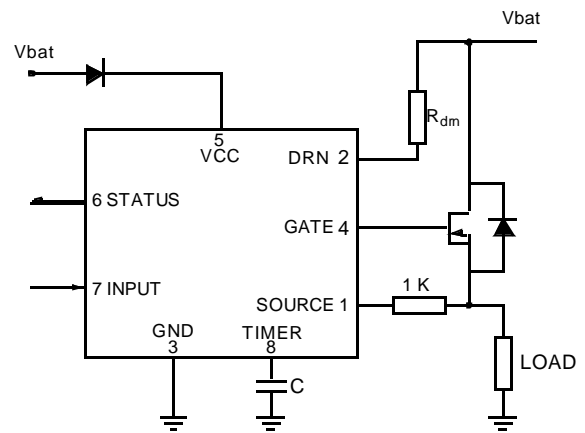 Vbat
Vbat
Rdm
5
VCC
DRN 2
6 STATUS
GATE 4
7 INPUT
SOURCE 1
1 K
GND
3
TIMER
8
C
LOAD